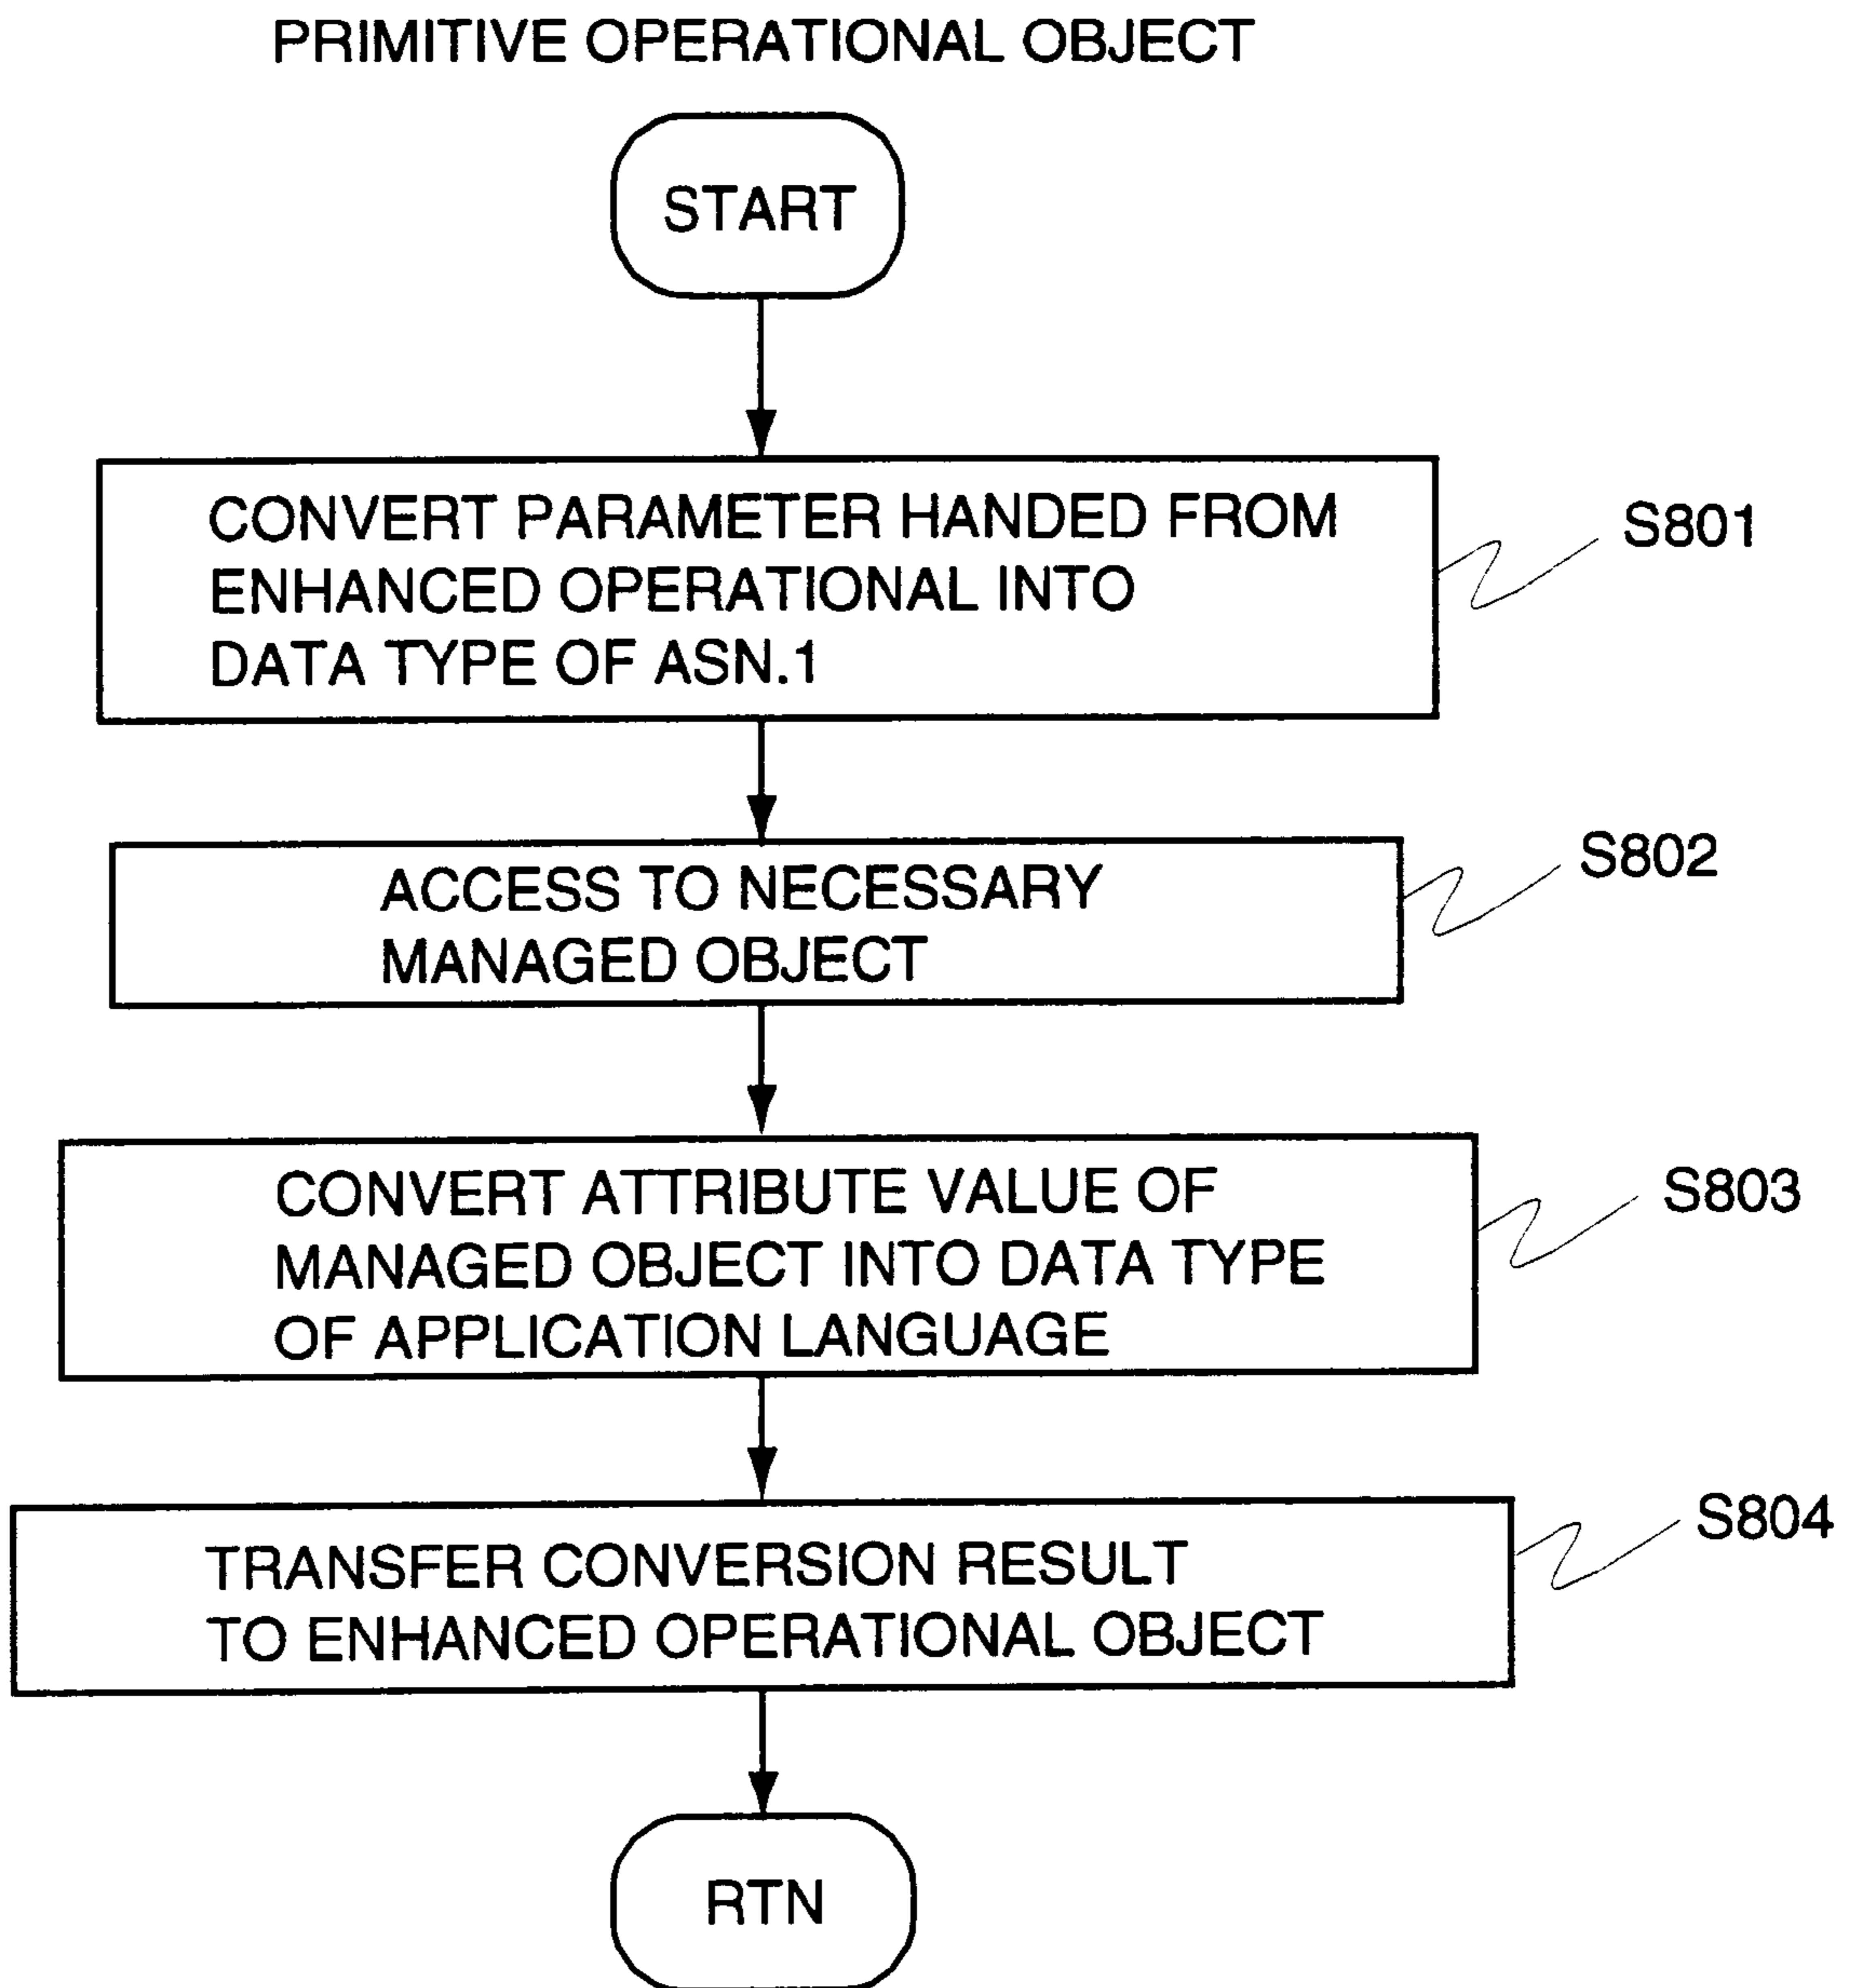 PRIMITIVE OPERATIONAL OBJECT
START
CONVERT PARAMETER HANDED FROM
ENHANCED OPERATIONAL INTO
DATA TYPE OF ASN.1
S801
ACCESS TO NECESSARY
MANAGED OBJECT
S802
CONVERT ATTRIBUTE VALUE OF
MANAGED OBJECT INTO DATA TYPE
OF APPLICATION LANGUAGE
S803
TRANSFER CONVERSION RESULT
TO ENHANCED OPERATIONAL OBJECT
S804
RTN